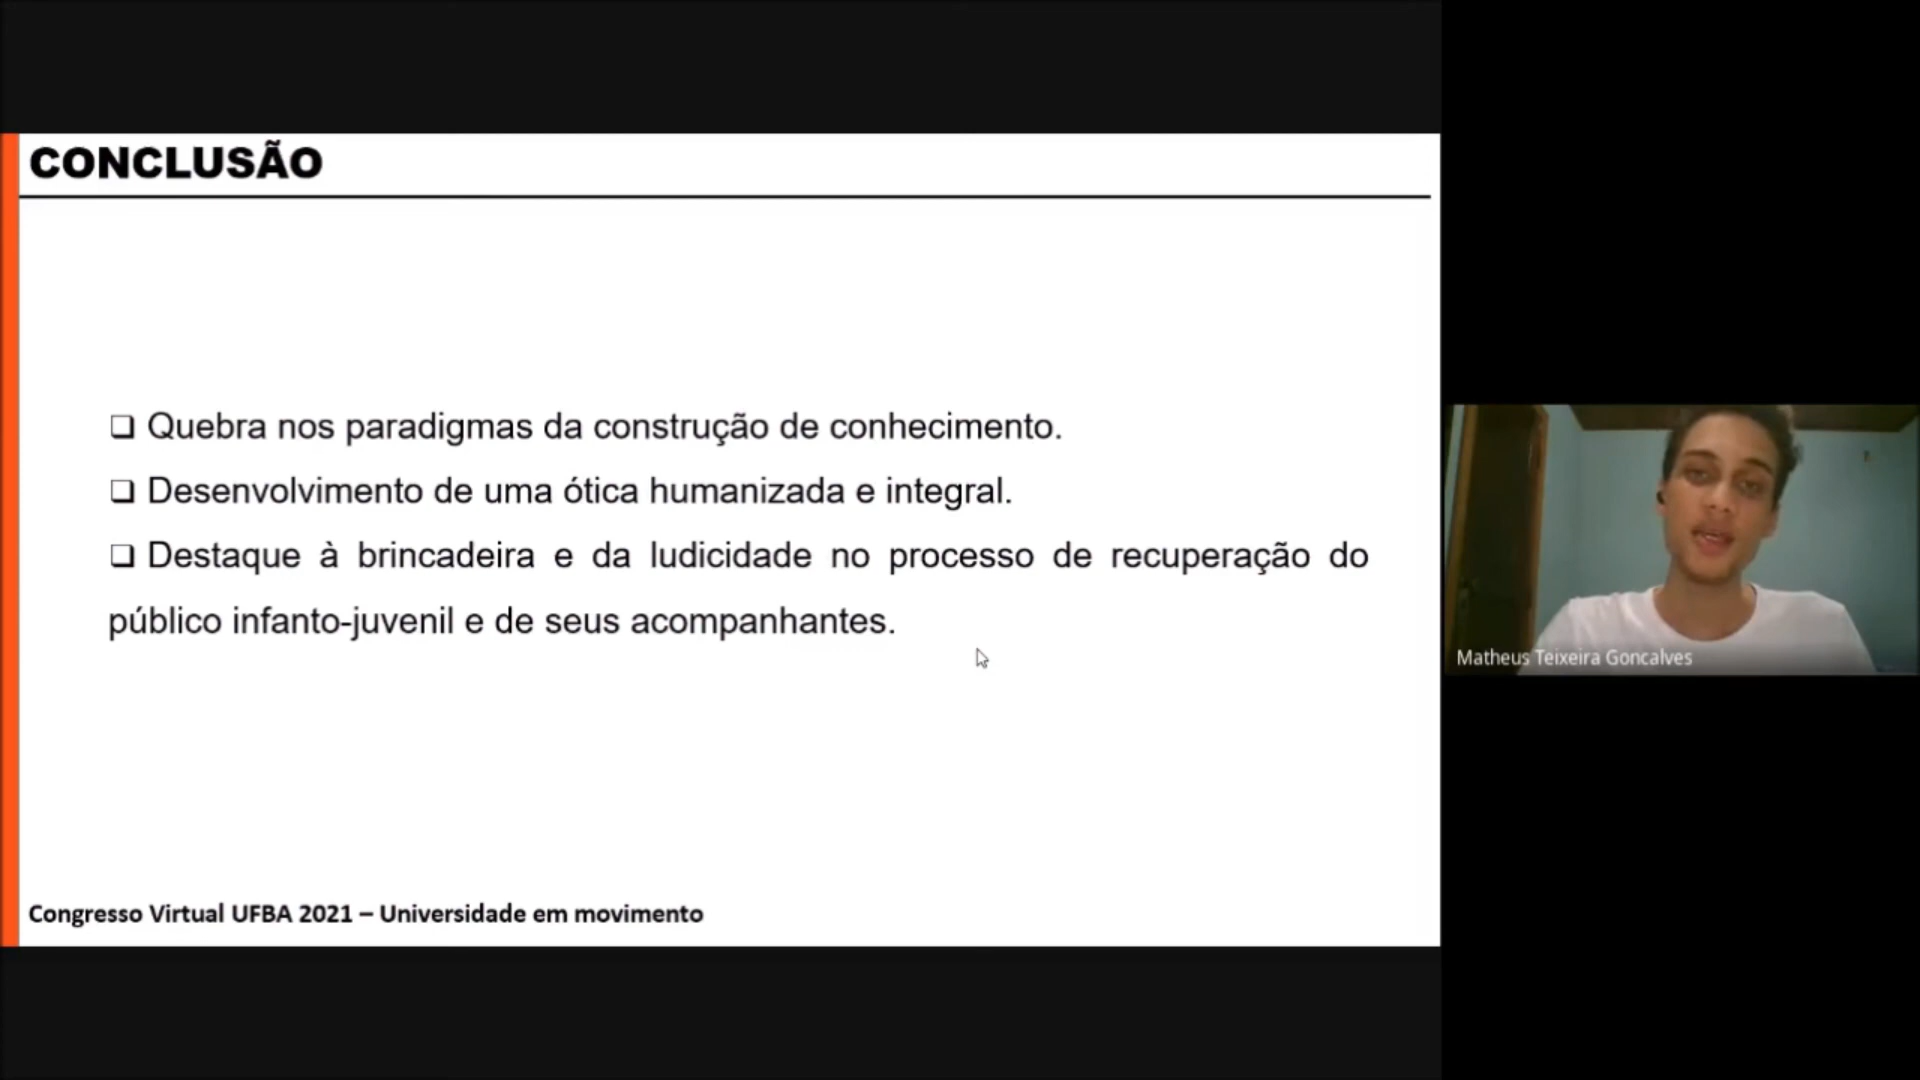 CONCLUSÃO
❑ Quebra nos paradigmas da construção de conhecimento.
❑ Desenvolvimento de uma ótica humanizada e integral.
❑ Destaque à brincadeira e da ludicidade no processo de recuperação do
público infanto-juvenil e de seus acompanhantes.
Matheus Teixeira Goncalves
Congresso Virtual UFBA 2021 – Universidade em movimento